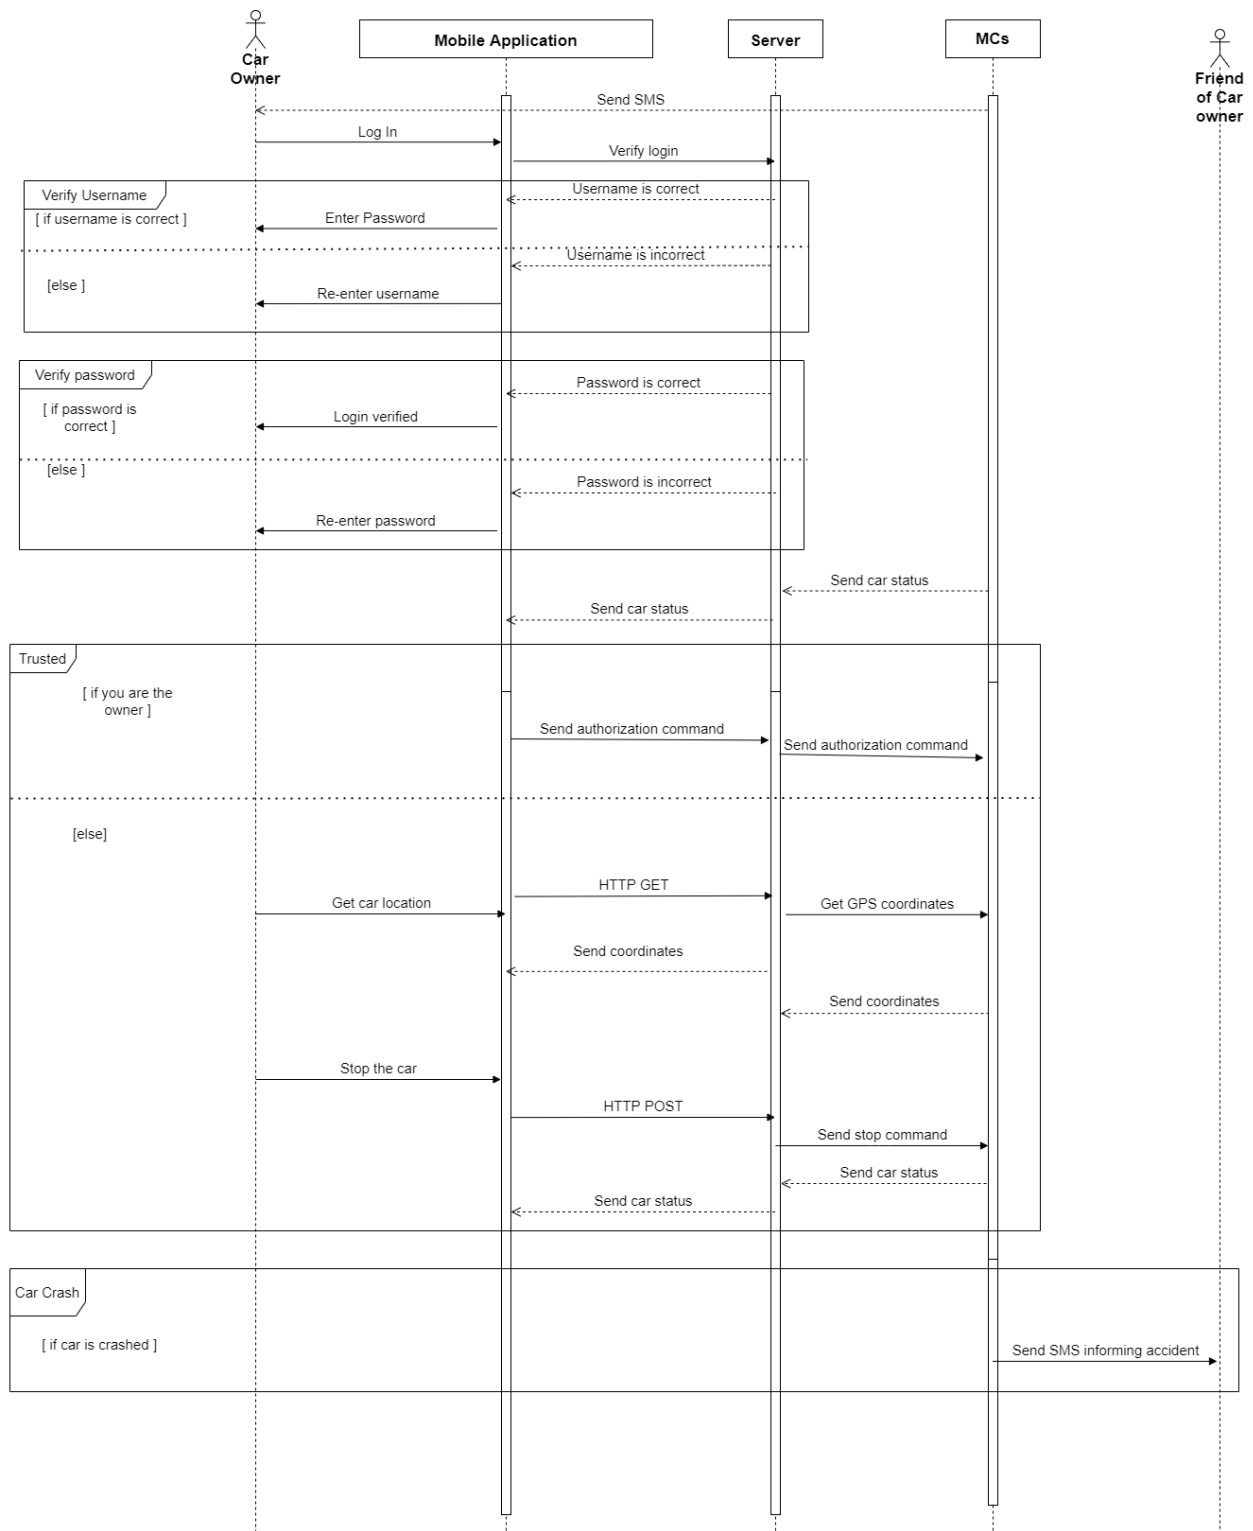 Car
Owner
Mobile Application
Server
MCs
Friend
of Car
owner
Send SMS
Log In
Verify login
Verify Username
Username is correct
[ if username is correct ]
Enter Password
Username is incorrect
[else ]
Re-enter username
Verify password
Password is correct
[ if password is
correct ]
Login verified
[else ]
Password is incorrect
Re-enter password
Send car status
Send car status
Trusted
[ if you are the
owner ]
Send authorization command
Send authorization command
[else]
HTTP GET
Get car location
Get GPS coordinates
Send coordinates
Send coordinates
Stop the car
HTTP POST
Send stop command
Send car status
Send car status
Car Crash
[ if car is crashed ]
Send SMS informing accident